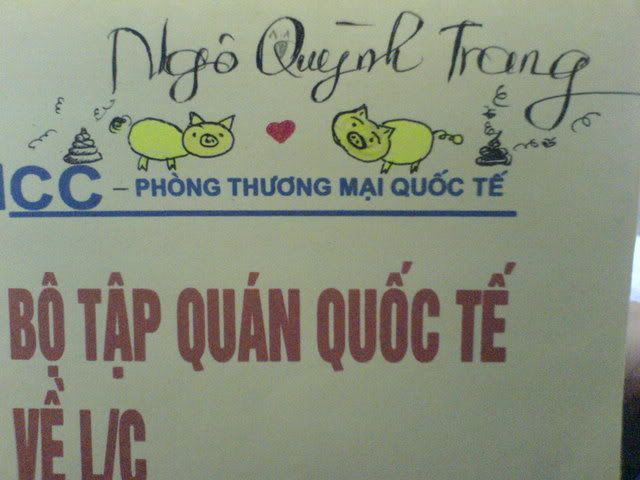 Ngô Quỳnh Trang
ICC – PHÒNG THƯƠNG MẠI QUỐC TẾ
BỘ TẬP QUÁN QUỐC TẾ
VỀ L/C